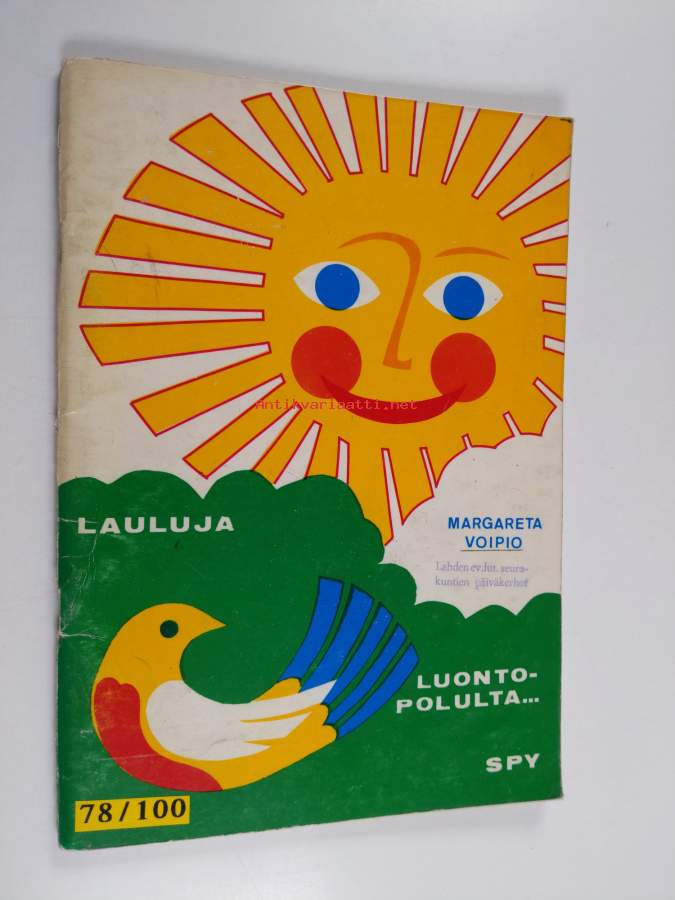 Antikvariaatti.net
LAULUJA
MARGARETA
VOIPIO
Lahden ev.lut. seura-
kuntien päiväkerhot
LUONTO-
POLULTA...
SPY
78/100